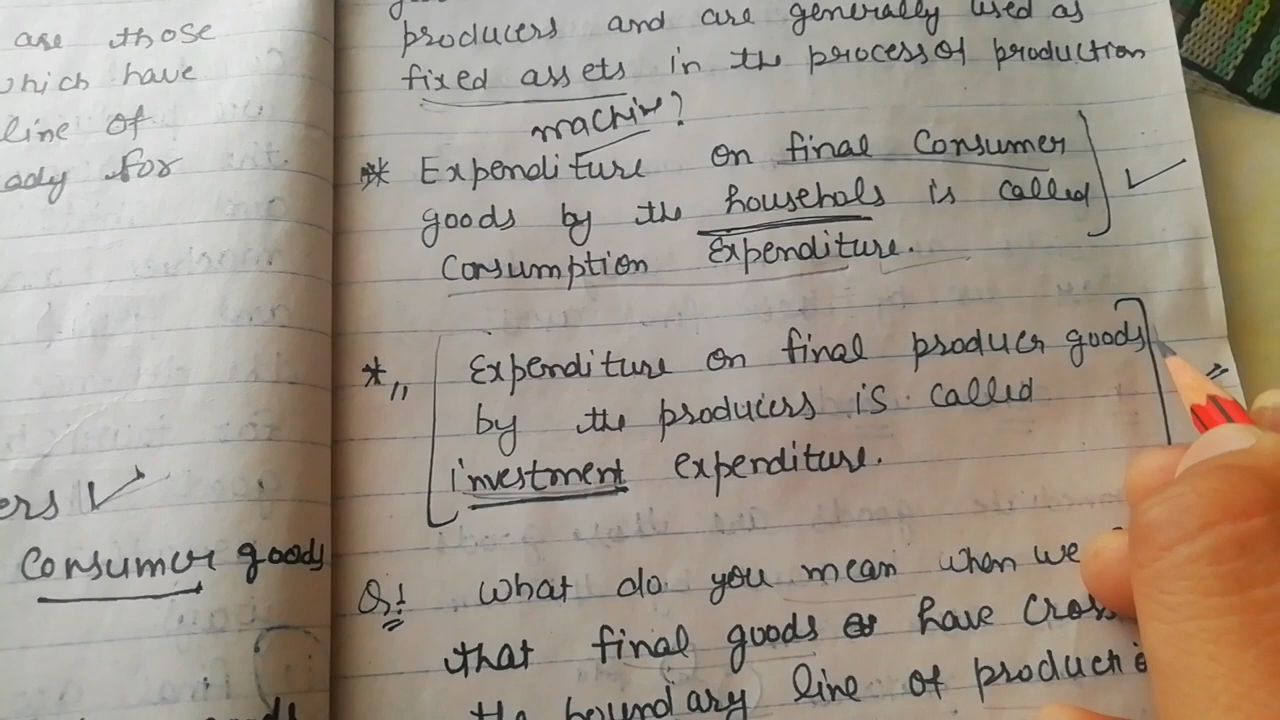 are those
which have
line of
ady for
ers
Consumer goods
producers and are generally used as
fixed assets in the process of production
machine?
** Expenditure on final Consumer
goods by the househols is called
Consumption Expenditure.
*,, Expenditure on final producer goods
by the producers is called
investment expenditure.
Q1: What do you mean when we
that final goods have cross
the boundary line of producti